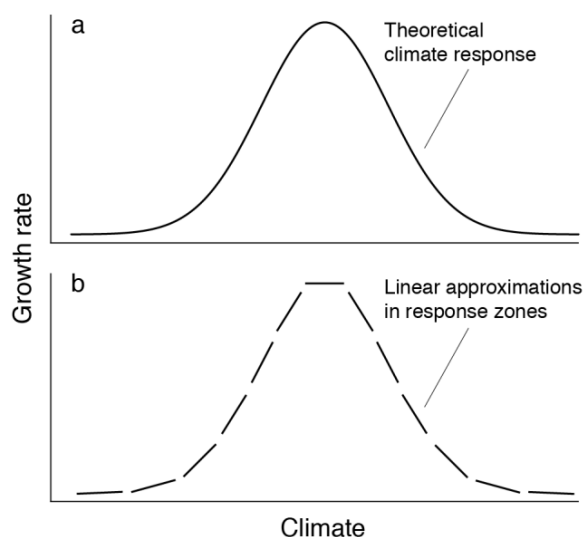 a
Theoretical
climate response
Growth rate
b
Linear approximations
in response zones
Climate